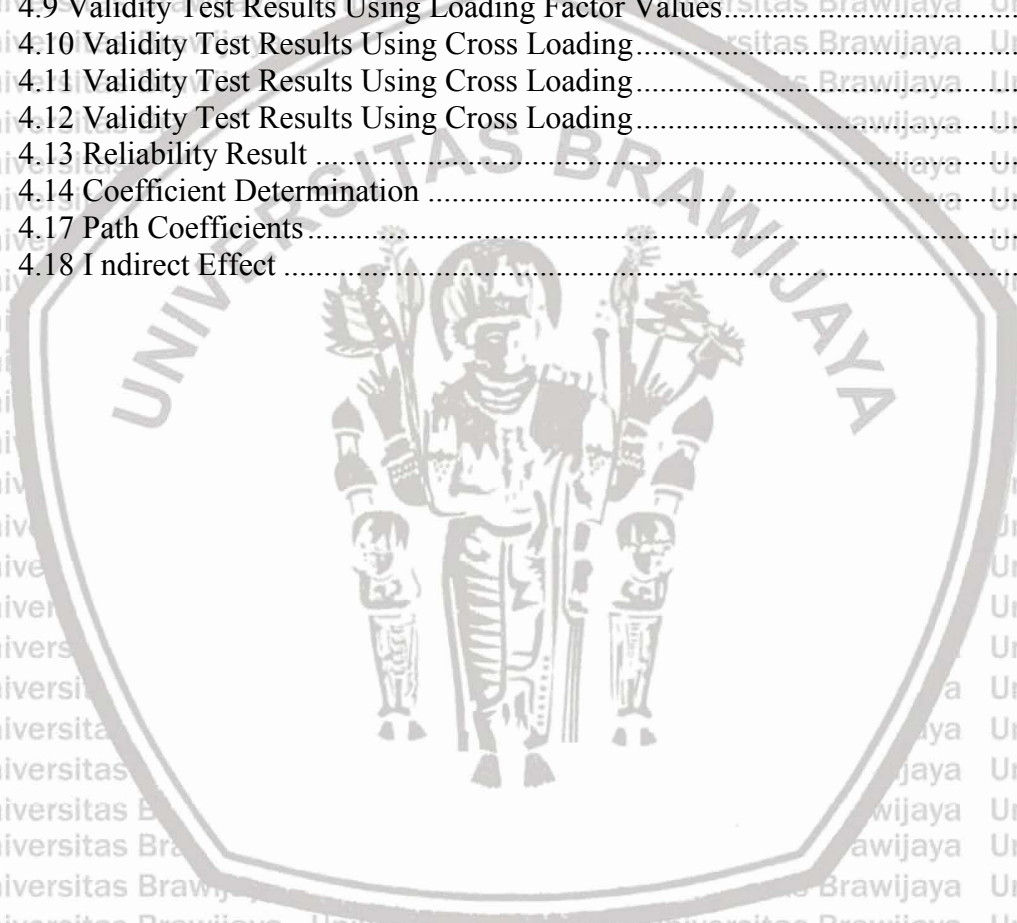 4.9 Validity Test Results Using Loading Factor Values
4.10 Validity Test Results Using Cross Loading
4.11 Validity Test Results Using Cross Loading
4.12 Validity Test Results Using Cross Loading
4.13 Reliability Result
4.14 Coefficient Determination
4.17 Path Coefficients
4.18 I ndirect Effect
UNIVERSITAS BRAWIJAYA